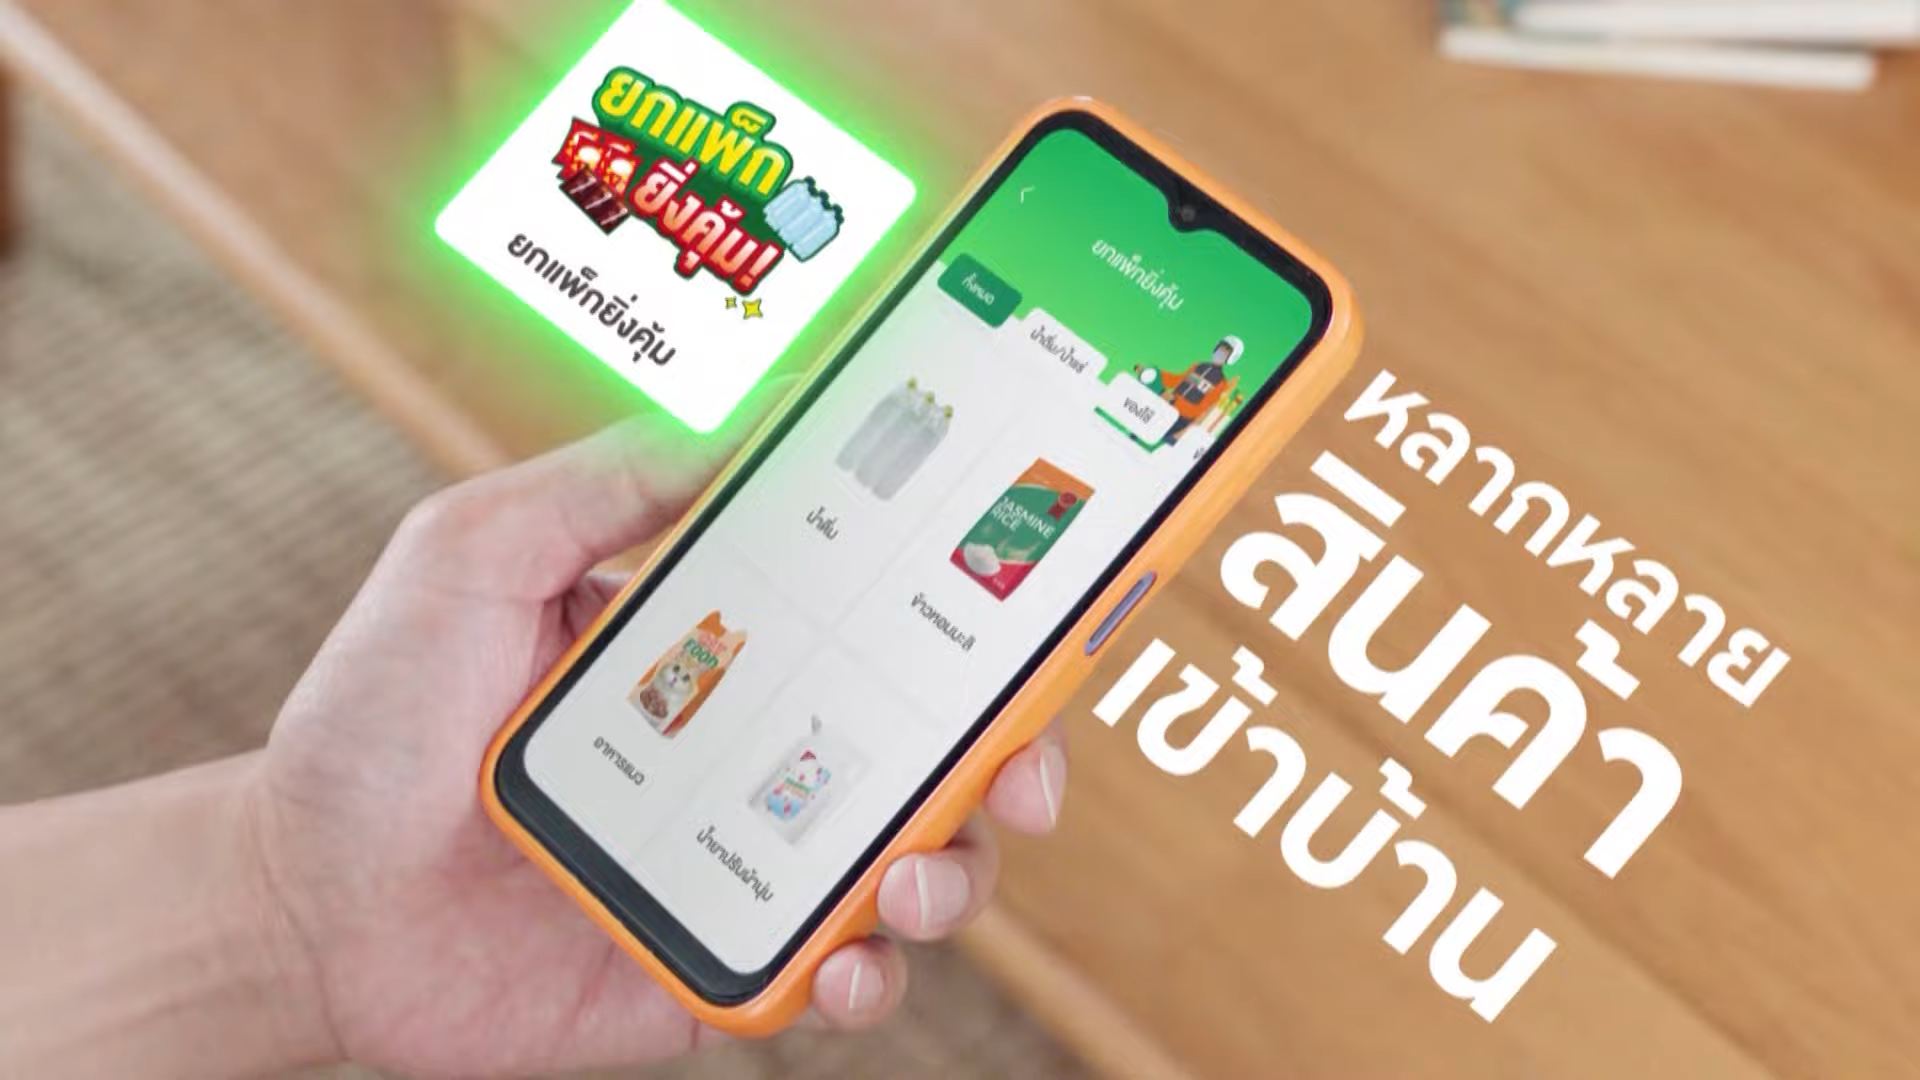 ยกแพ็ก
ยิ่งคุ้ม!
ยกแพ็กยิ่งคุ้ม
ยกแพ็กยิ่งคุ้ม
ทั้งหมด
น้ำดื่ม/น้ำแร่
ของใช้
น้ำดื่ม
JASMINE
RICE
ข้าวหอมมะลิ
FOOD
อาหารแมว
น้ำยาปรับผ้านุ่ม
หลากหลาย
สินค้า
เข้าบ้าน